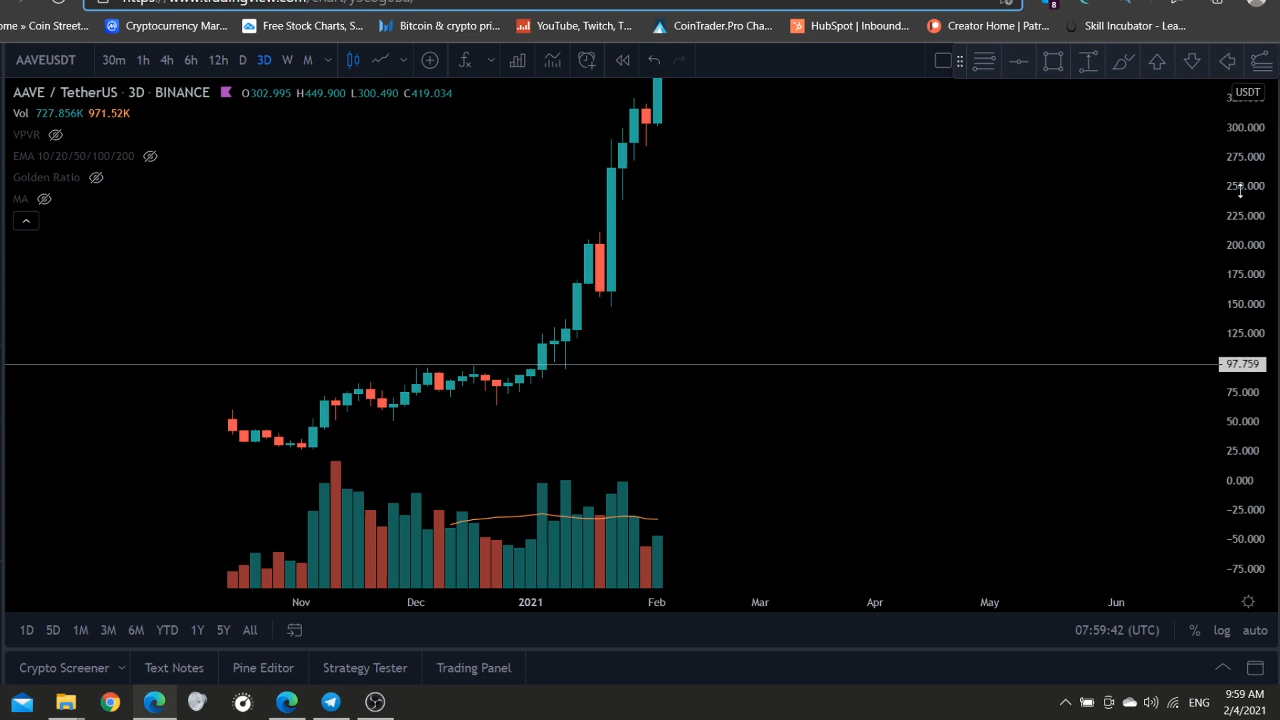 ome » Coin Street... Cryptocurrency Mar... Free Stock Charts, S... Bitcoin & crypto pri... YouTube, Twitch, T... CoinTrader.Pro Cha... HubSpot | Inbound... Creator Home | Patr... Skill Incubator - Lea...
AAVEUSDT 30m 1h 4h 6h 12h D 3D W M
AAVE / TetherUS · 3D · BINANCE O302.995 H449.900 L300.490 C419.034
USDT
Vol 727.856K 971.52K
VPVR
EMA 10/20/50/100/200
Golden Ratio
MA
300.000
275.000
250.000
225.000
200.000
175.000
150.000
125.000
97.759
75.000
50.000
25.000
0.000
−25.000
−50.000
−75.000
Nov Dec 2021 Feb Mar Apr May Jun
1D 5D 1M 3M 6M YTD 1Y 5Y All 07:59:42 (UTC) % log auto
Crypto Screener Text Notes Pine Editor Strategy Tester Trading Panel
ENG 9:59 AM
2/4/2021